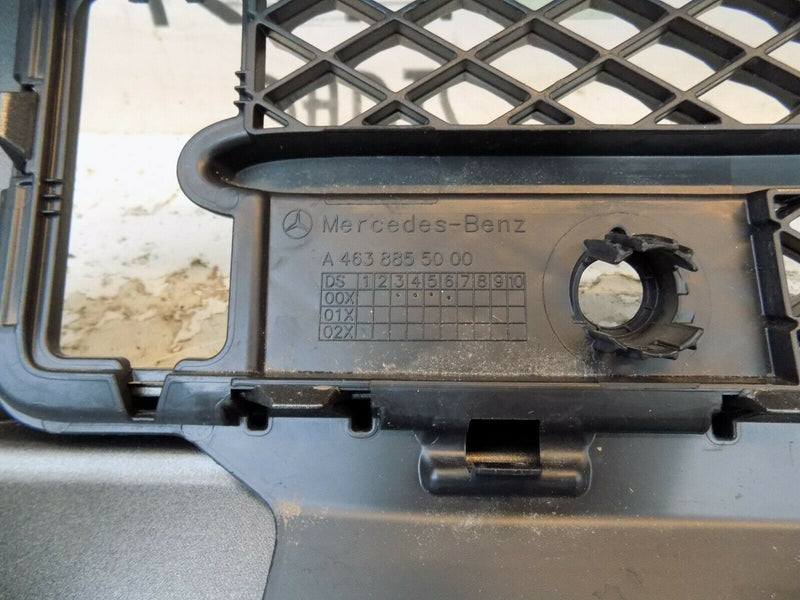 Mercedes-Benz
A 463 885 50 00
DS 1 2 3 4 5 6 7 8 9 10
00X
01X
02X